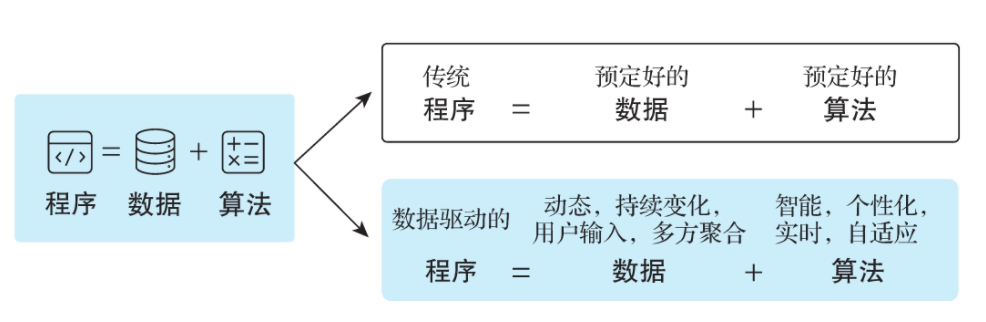 程序 = 数据 + 算法
传统 预定好的 预定好的
程序 = 数据 + 算法
数据驱动的 动态，持续变化， 智能，个性化，
用户输入，多方聚合 实时，自适应
程序 = 数据 + 算法